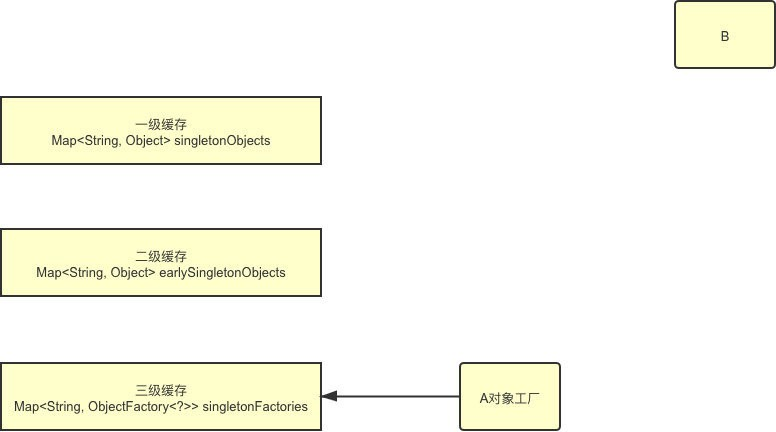 B
一级缓存
Map<String, Object> singletonObjects
二级缓存
Map<String, Object> earlySingletonObjects
三级缓存
Map<String, ObjectFactory<?>> singletonFactories
A对象工厂